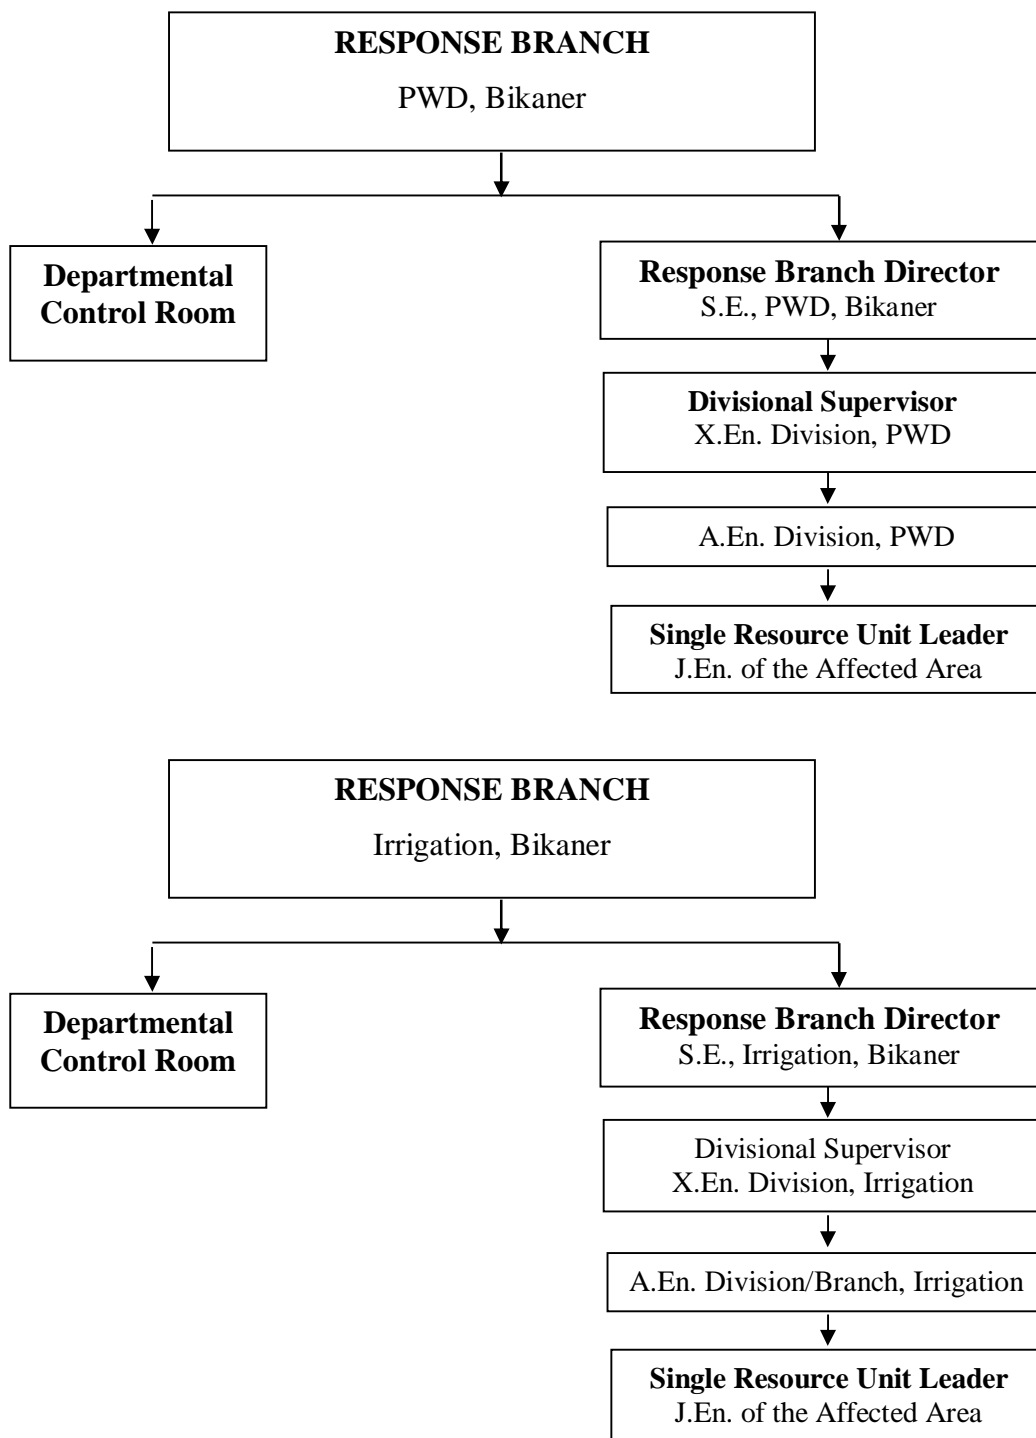 RESPONSE BRANCH
PWD, Bikaner
Departmental
Control Room
Response Branch Director
S.E., PWD, Bikaner
Divisional Supervisor
X.En. Division, PWD
A.En. Division, PWD
Single Resource Unit Leader
J.En. of the Affected Area
RESPONSE BRANCH
Irrigation, Bikaner
Departmental
Control Room
Response Branch Director
S.E., Irrigation, Bikaner
Divisional Supervisor
X.En. Division, Irrigation
A.En. Division/Branch, Irrigation
Single Resource Unit Leader
J.En. of the Affected Area